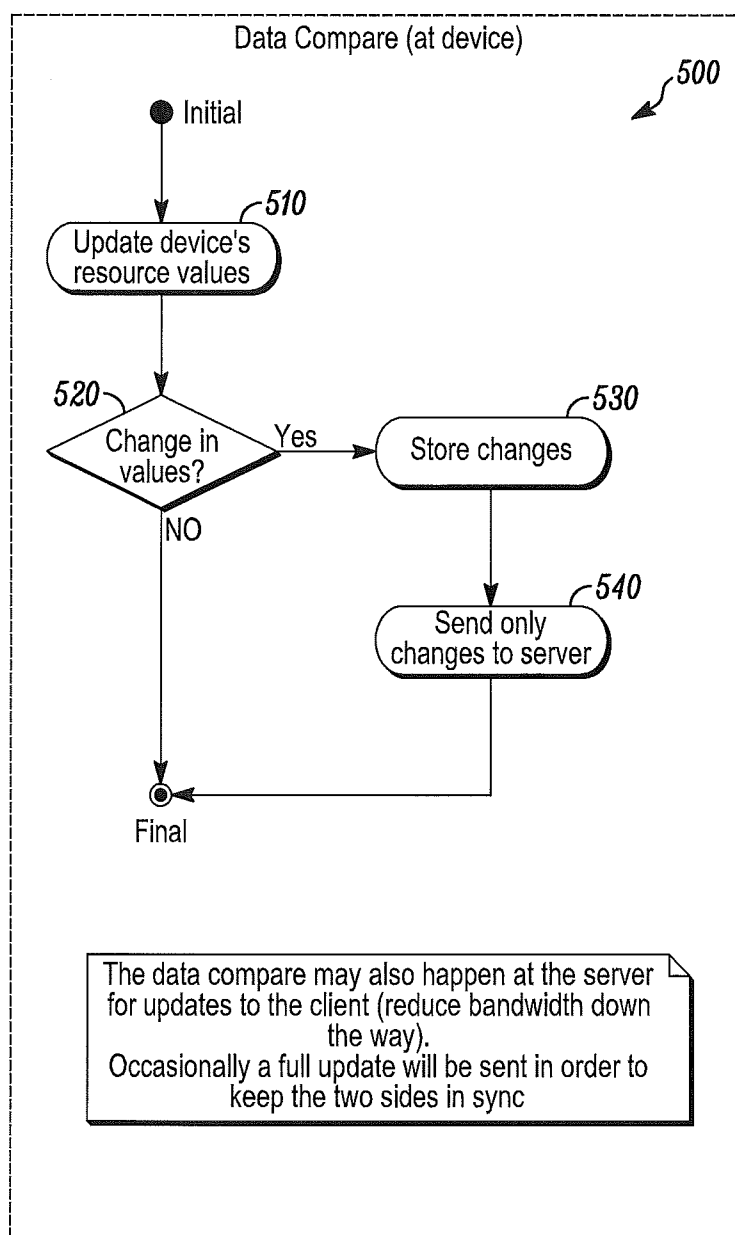 Data Compare (at device)
500
Initial
510
Update device's
resource values
520
Change in
values?
Yes
530
Store changes
NO
540
Send only
changes to server
Final
The data compare may also happen at the server
for updates to the client (reduce bandwidth down
the way).
Occasionally a full update will be sent in order to
keep the two sides in sync